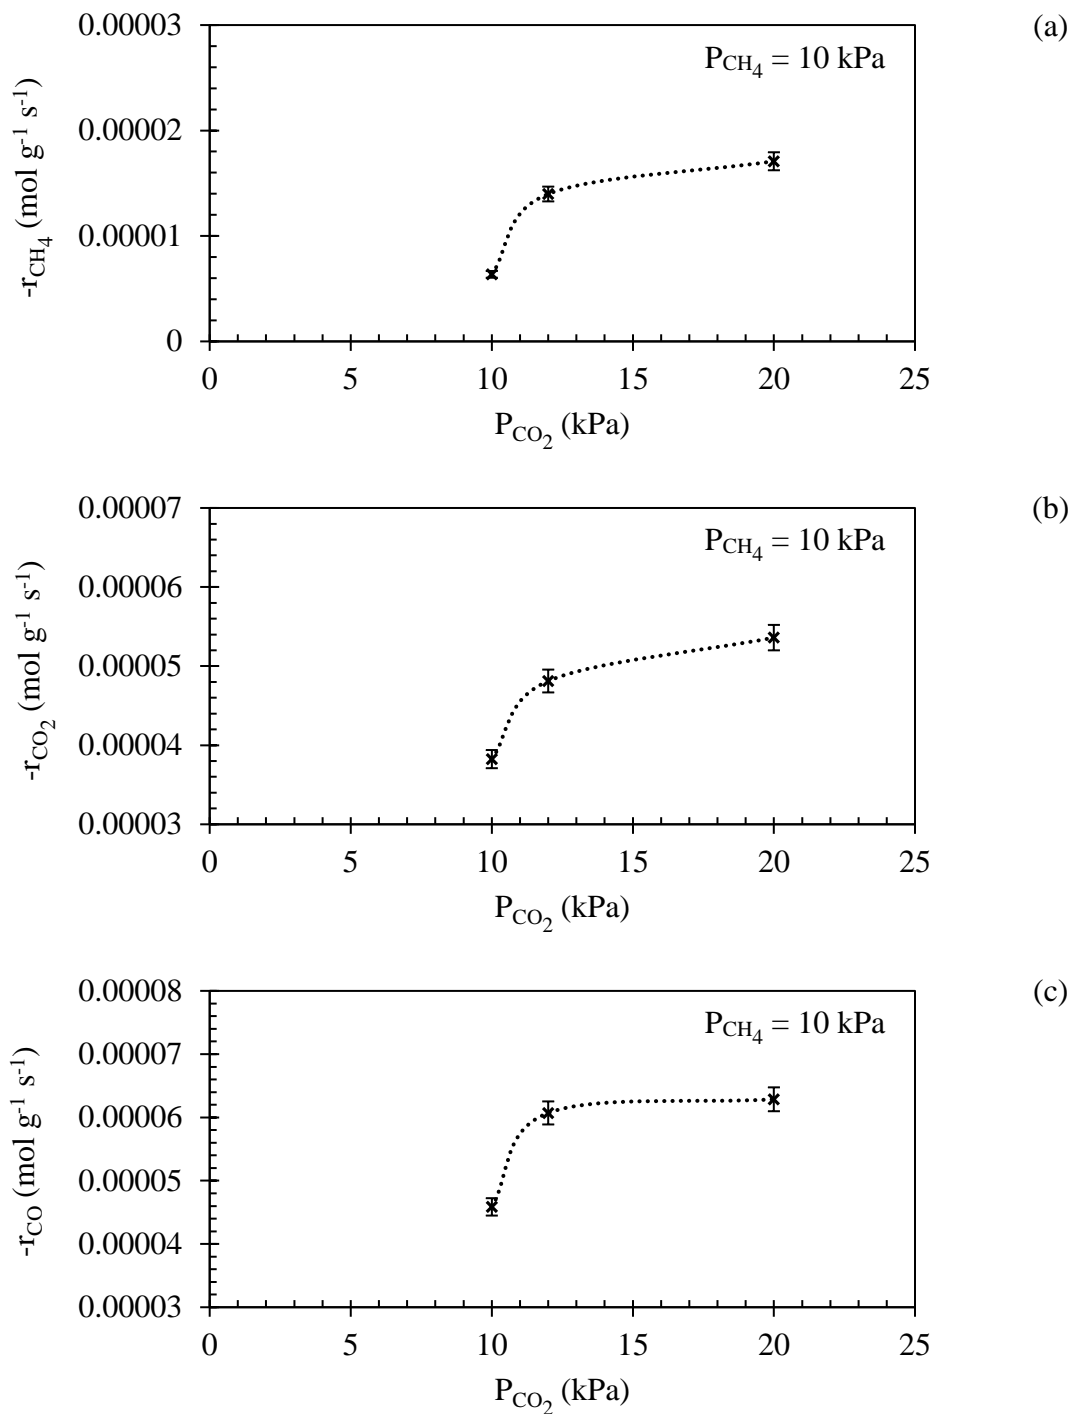 (a)
0.00003
P_CH4 = 10 kPa
0.00002
0.00001
0
-r_CH4 (mol g⁻¹ s⁻¹)
0 5 10 15 20 25
P_CO2 (kPa)
(b)
0.00007
P_CH4 = 10 kPa
0.00006
0.00005
0.00004
0.00003
-r_CO2 (mol g⁻¹ s⁻¹)
0 5 10 15 20 25
P_CO2 (kPa)
(c)
0.00008
P_CH4 = 10 kPa
0.00007
0.00006
0.00005
0.00004
0.00003
-r_CO (mol g⁻¹ s⁻¹)
0 5 10 15 20 25
P_CO2 (kPa)